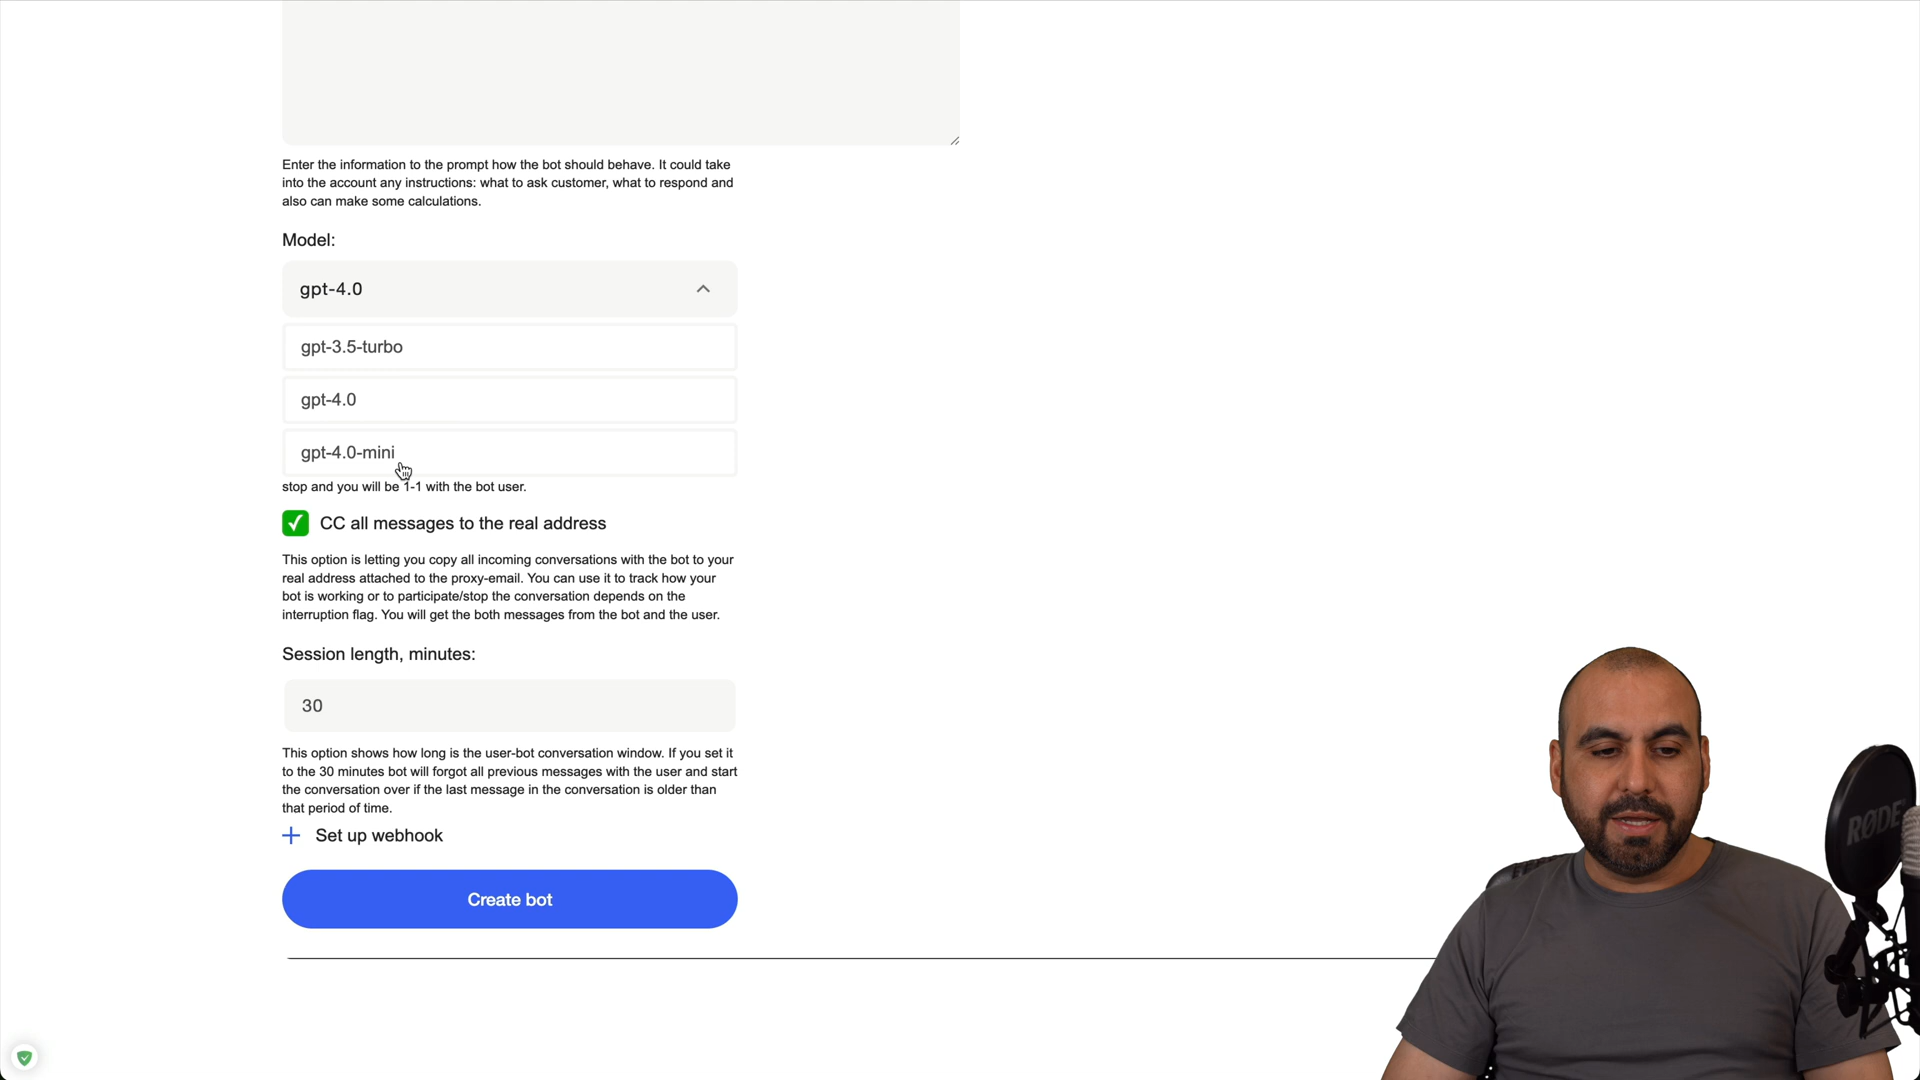 Enter the information to the prompt how the bot should behave. It could take
into the account any instructions: what to ask customer, what to respond and
also can make some calculations.
Model:
gpt-4.0
gpt-3.5-turbo
gpt-4.0
gpt-4.0-mini
stop and you will be 1-1 with the bot user.
CC all messages to the real address
This option is letting you copy all incoming conversations with the bot to your
real address attached to the proxy-email. You can use it to track how your
bot is working or to participate/stop the conversation depends on the
interruption flag. You will get the both messages from the bot and the user.
Session length, minutes:
30
This option shows how long is the user-bot conversation window. If you set it
to the 30 minutes bot will forgot all previous messages with the user and start
the conversation over if the last message in the conversation is older than
that period of time.
Set up webhook
Create bot
RØDE